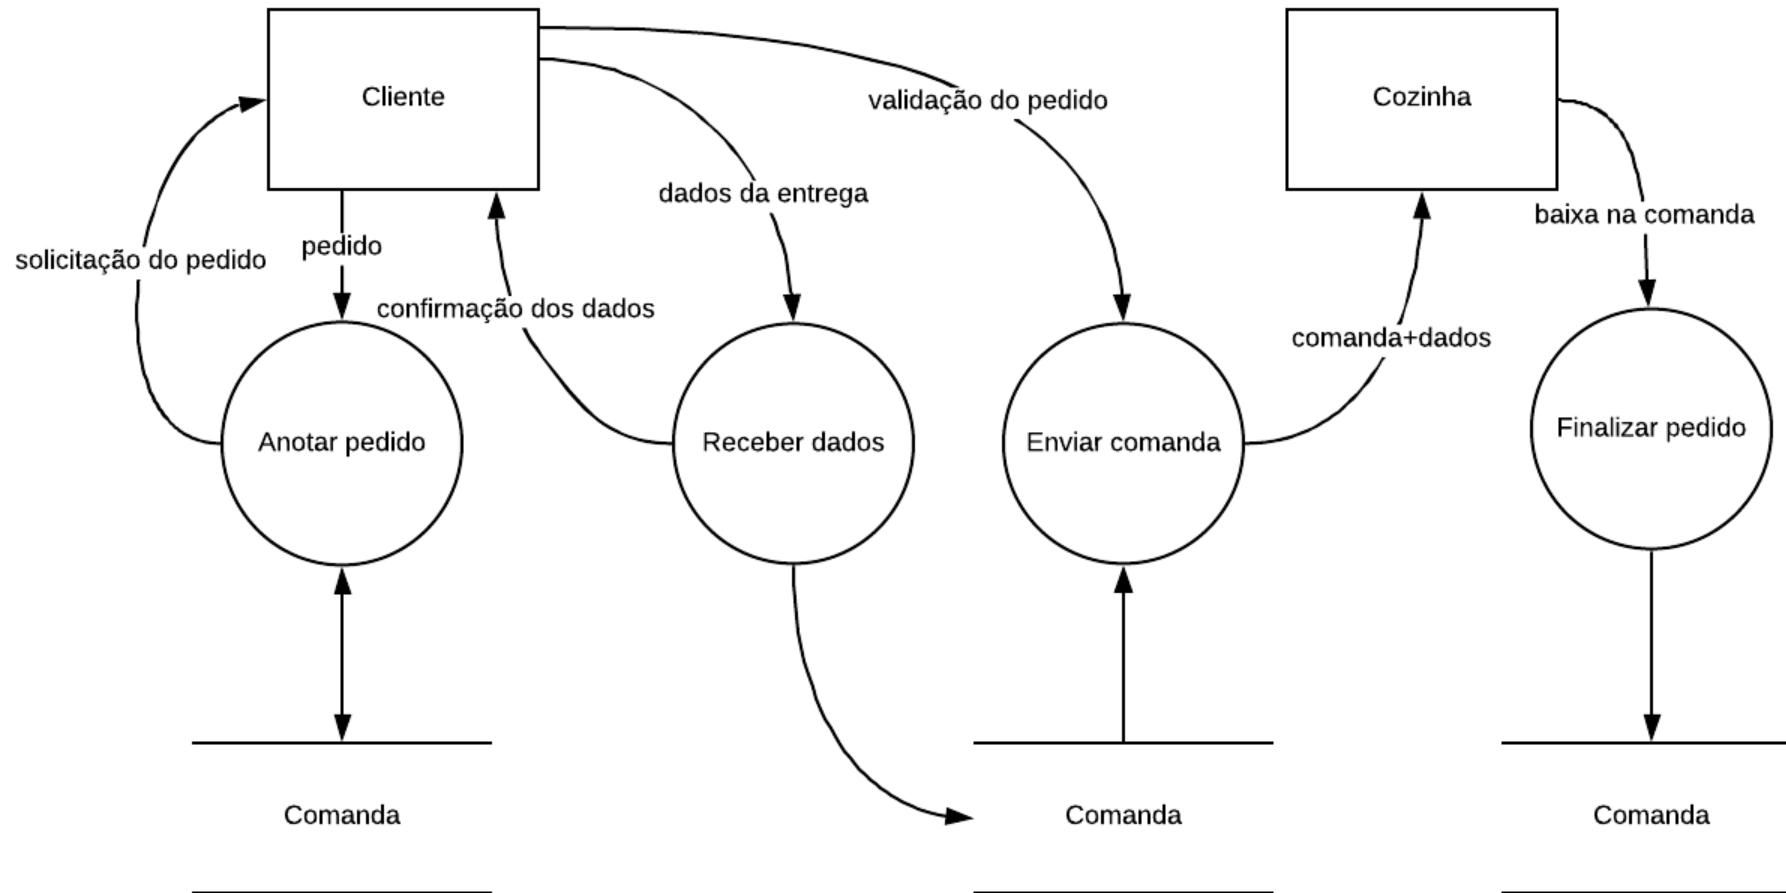 Cliente
Cozinha
validação do pedido
dados da entrega
baixa na comanda
solicitação do pedido
pedido
confirmação dos dados
comanda+dados
Anotar pedido
Receber dados
Enviar comanda
Finalizar pedido
Comanda
Comanda
Comanda